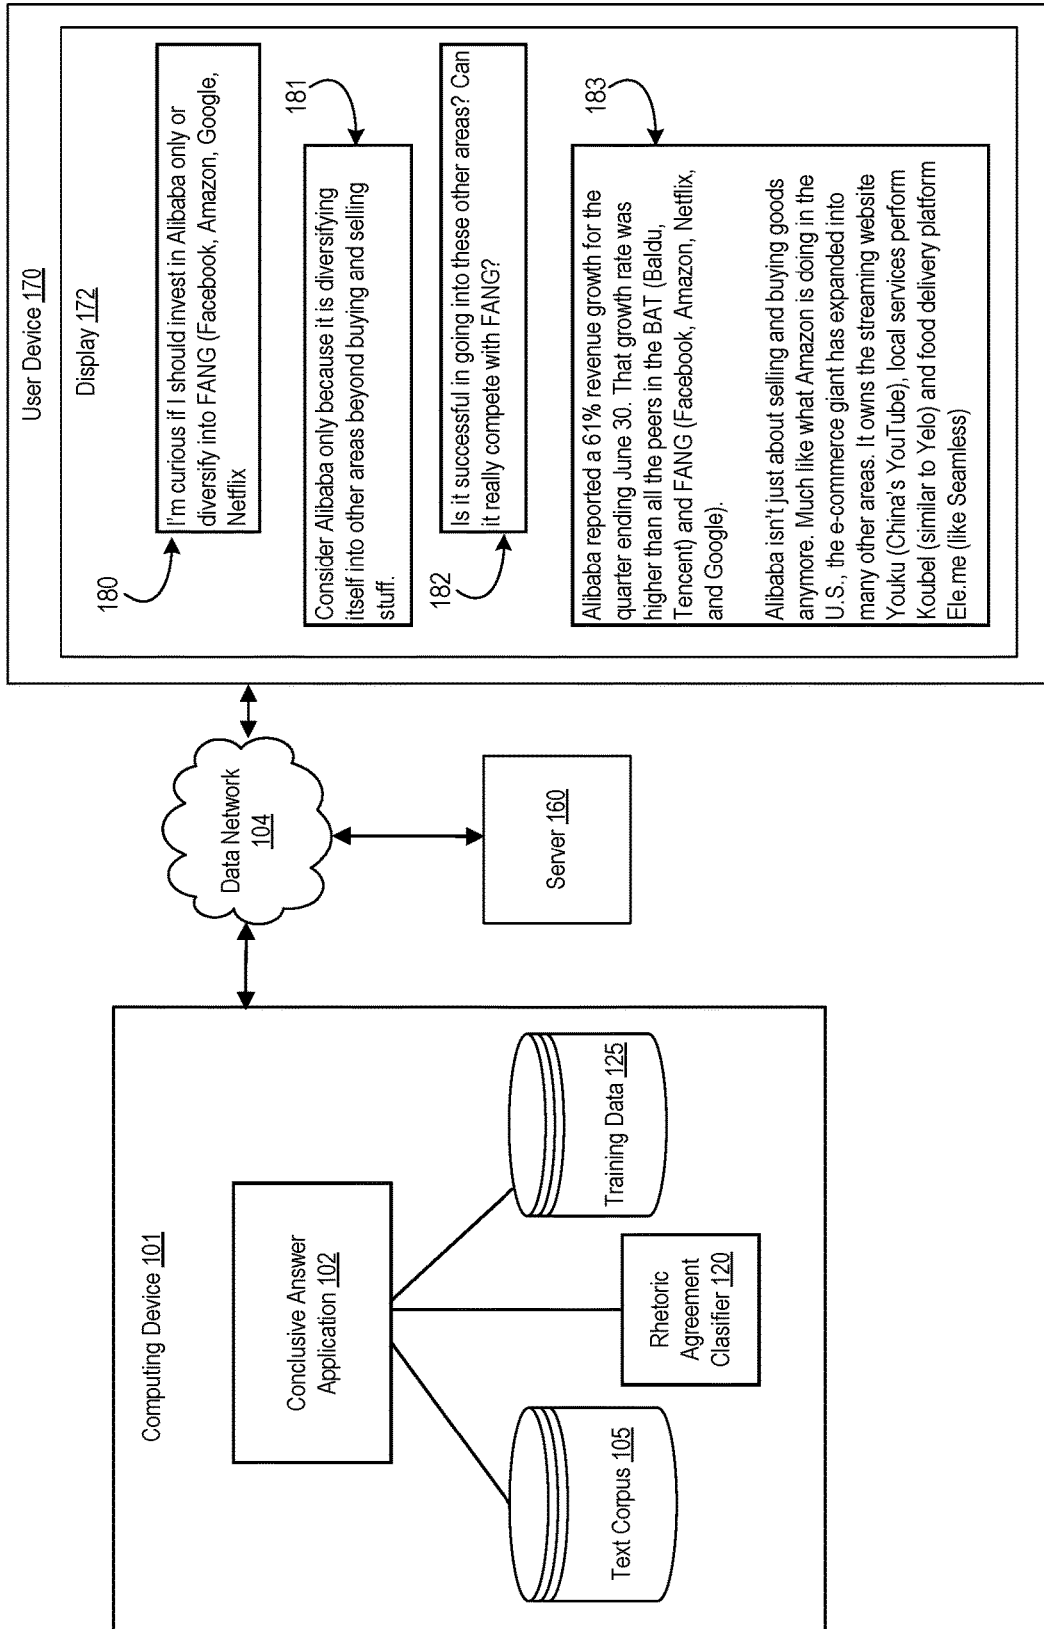 Computing Device 101
Conclusive Answer
Application 102
Text Corpus 105
Rhetoric
Agreement
Clasifier 120
Training Data 125
Data Network
104
Server 160
User Device 170
Display 172
180
I'm curious if I should invest in Alibaba only or
diversify into FANG (Facebook, Amazon, Google,
Netflix
181
Consider Alibaba only because it is diversifying
itself into other areas beyond buying and selling
stuff.
182
Is it successful in going into these other areas? Can
it really compete with FANG?
183
Alibaba reported a 61% revenue growth for the
quarter ending June 30. That growth rate was
higher than all the peers in the BAT (Baldu,
Tencent) and FANG (Facebook, Amazon, Netflix,
and Google).
Alibaba isn't just about selling and buying goods
anymore. Much like what Amazon is doing in the
U.S., the e-commerce giant has expanded into
many other areas. It owns the streaming website
Youku (China's YouTube), local services perform
Koubel (similar to Yelo) and food delivery platform
Ele.me (like Seamless)